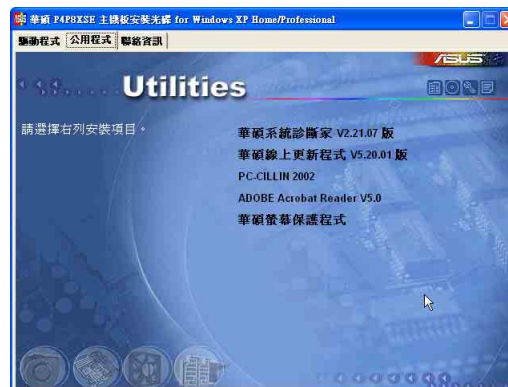 華碩 P4P8XSE 主機板安裝光碟 for Windows XP Home/Professional
驅動程式 公用程式 聯絡資訊
ASUS
Utilities
請選擇右列安裝項目。
華碩系統診斷家 V2.21.07 版
華碩線上更新程式 V5.20.01 版
PC-CILLIN 2002
ADOBE Acrobat Reader V5.0
華碩螢幕保護程式